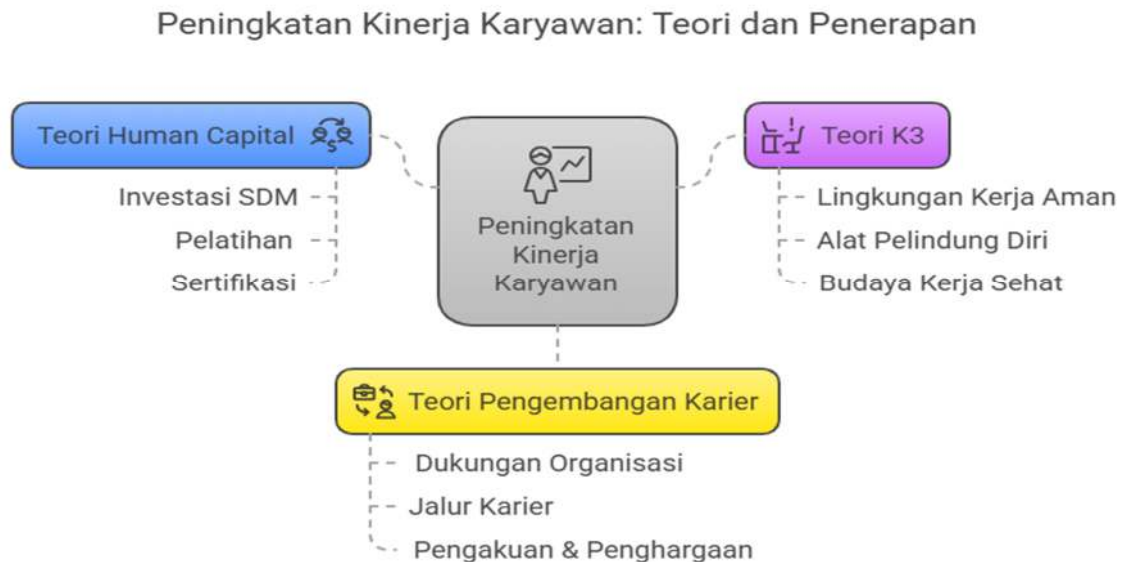 Peningkatan Kinerja Karyawan: Teori dan Penerapan
Teori Human Capital
Investasi SDM
Pelatihan
Sertifikasi
Peningkatan
Kinerja
Karyawan
Teori K3
Lingkungan Kerja Aman
Alat Pelindung Diri
Budaya Kerja Sehat
Teori Pengembangan Karier
Dukungan Organisasi
Jalur Karier
Pengakuan & Penghargaan